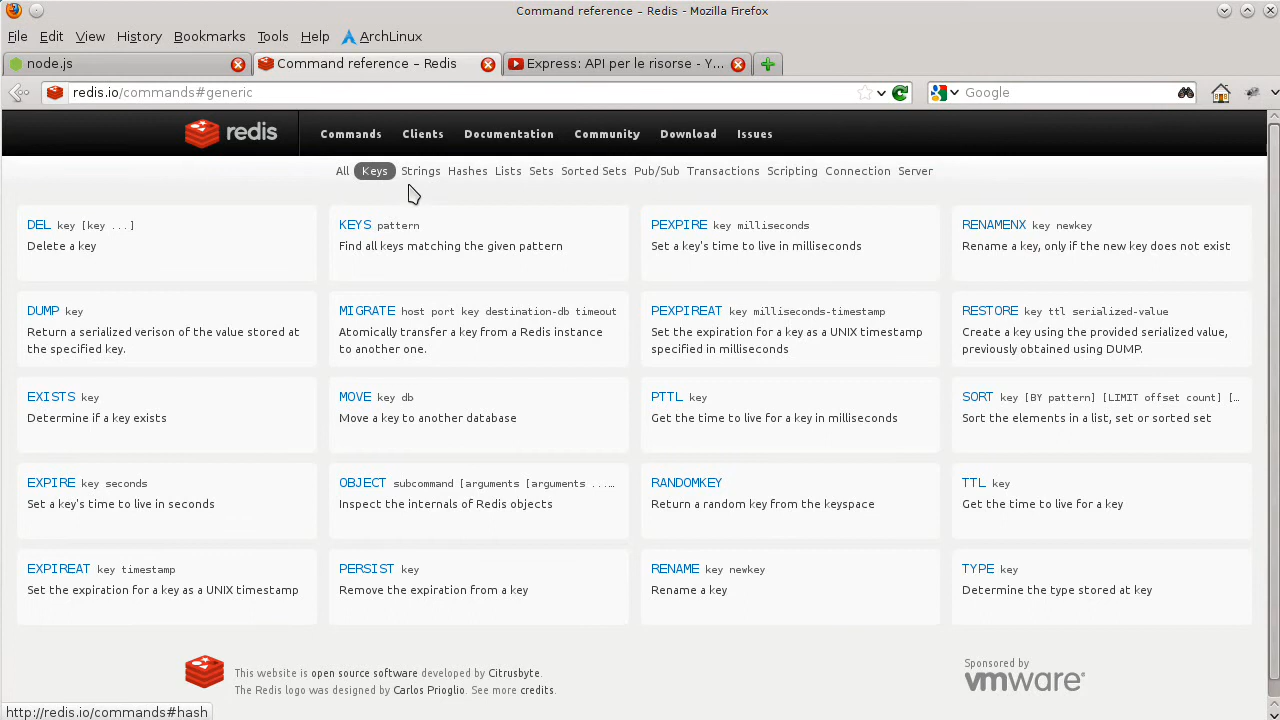 Command reference – Redis - Mozilla Firefox
File Edit View History Bookmarks Tools Help ArchLinux
node.js
Command reference – Redis
Express: API per le risorse - Y...
redis.io/commands#generic
Google
redis
Commands Clients Documentation Community Download Issues
All Keys Strings Hashes Lists Sets Sorted Sets Pub/Sub Transactions Scripting Connection Server
DEL key [key ...]
Delete a key
KEYS pattern
Find all keys matching the given pattern
PEXPIRE key milliseconds
Set a key's time to live in milliseconds
RENAMENX key newkey
Rename a key, only if the new key does not exist
DUMP key
Return a serialized verison of the value stored at
the specified key.
MIGRATE host port key destination-db timeout
Atomically transfer a key from a Redis instance
to another one.
PEXPIREAT key milliseconds-timestamp
Set the expiration for a key as a UNIX timestamp
specified in milliseconds
RESTORE key ttl serialized-value
Create a key using the provided serialized value,
previously obtained using DUMP.
EXISTS key
Determine if a key exists
MOVE key db
Move a key to another database
PTTL key
Get the time to live for a key in milliseconds
SORT key [BY pattern] [LIMIT offset count] [...
Sort the elements in a list, set or sorted set
EXPIRE key seconds
Set a key's time to live in seconds
OBJECT subcommand [arguments [arguments ...…
Inspect the internals of Redis objects
RANDOMKEY
Return a random key from the keyspace
TTL key
Get the time to live for a key
EXPIREAT key timestamp
Set the expiration for a key as a UNIX timestamp
PERSIST key
Remove the expiration from a key
RENAME key newkey
Rename a key
TYPE key
Determine the type stored at key
This website is open source software developed by Citrusbyte.
The Redis logo was designed by Carlos Prioglio. See more credits.
Sponsored by
vmware
http://redis.io/commands#hash